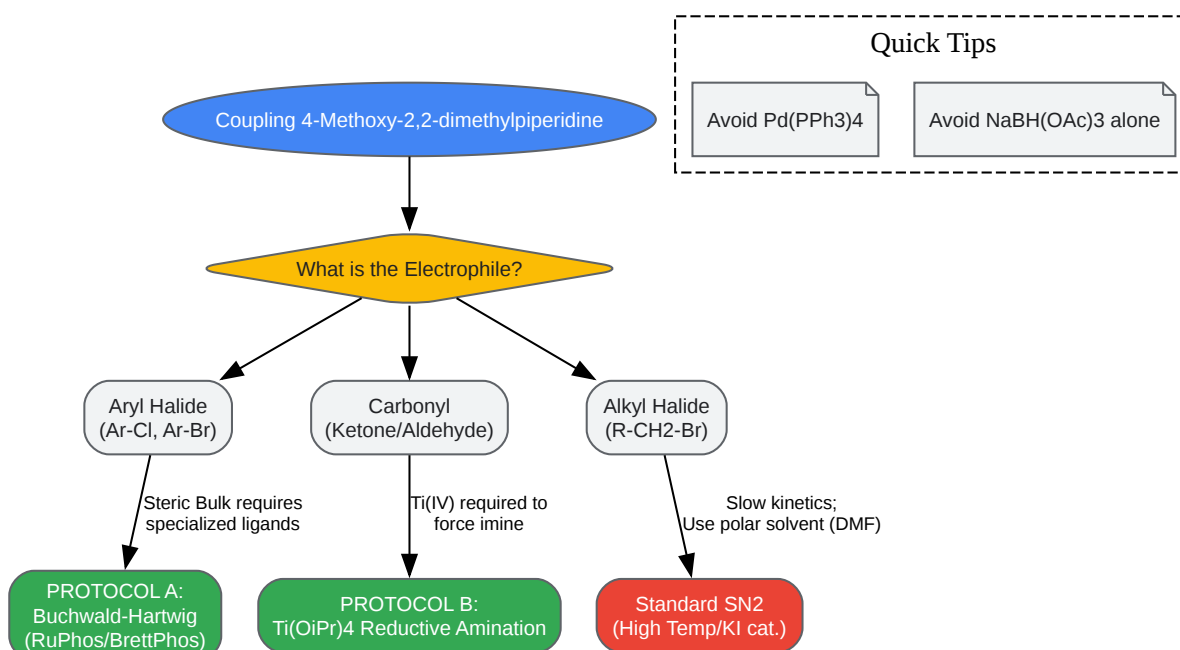 Quick Tips
Coupling 4-Methoxy-2,2-dimethylpiperidine
Avoid Pd(PPh3)4
Avoid NaBH(OAc)3 alone
What is the Electrophile?
Aryl Halide
(Ar-Cl, Ar-Br)
Carbonyl
(Ketone/Aldehyde)
Alkyl Halide
(R-CH2-Br)
Steric Bulk requires
specialized ligands
Ti(IV) required to
force imine
Slow kinetics;
Use polar solvent (DMF)
PROTOCOL A:
Buchwald-Hartwig
(RuPhos/BrettPhos)
PROTOCOL B:
Ti(OiPr)4 Reductive Amination
Standard SN2
(High Temp/KI cat.)